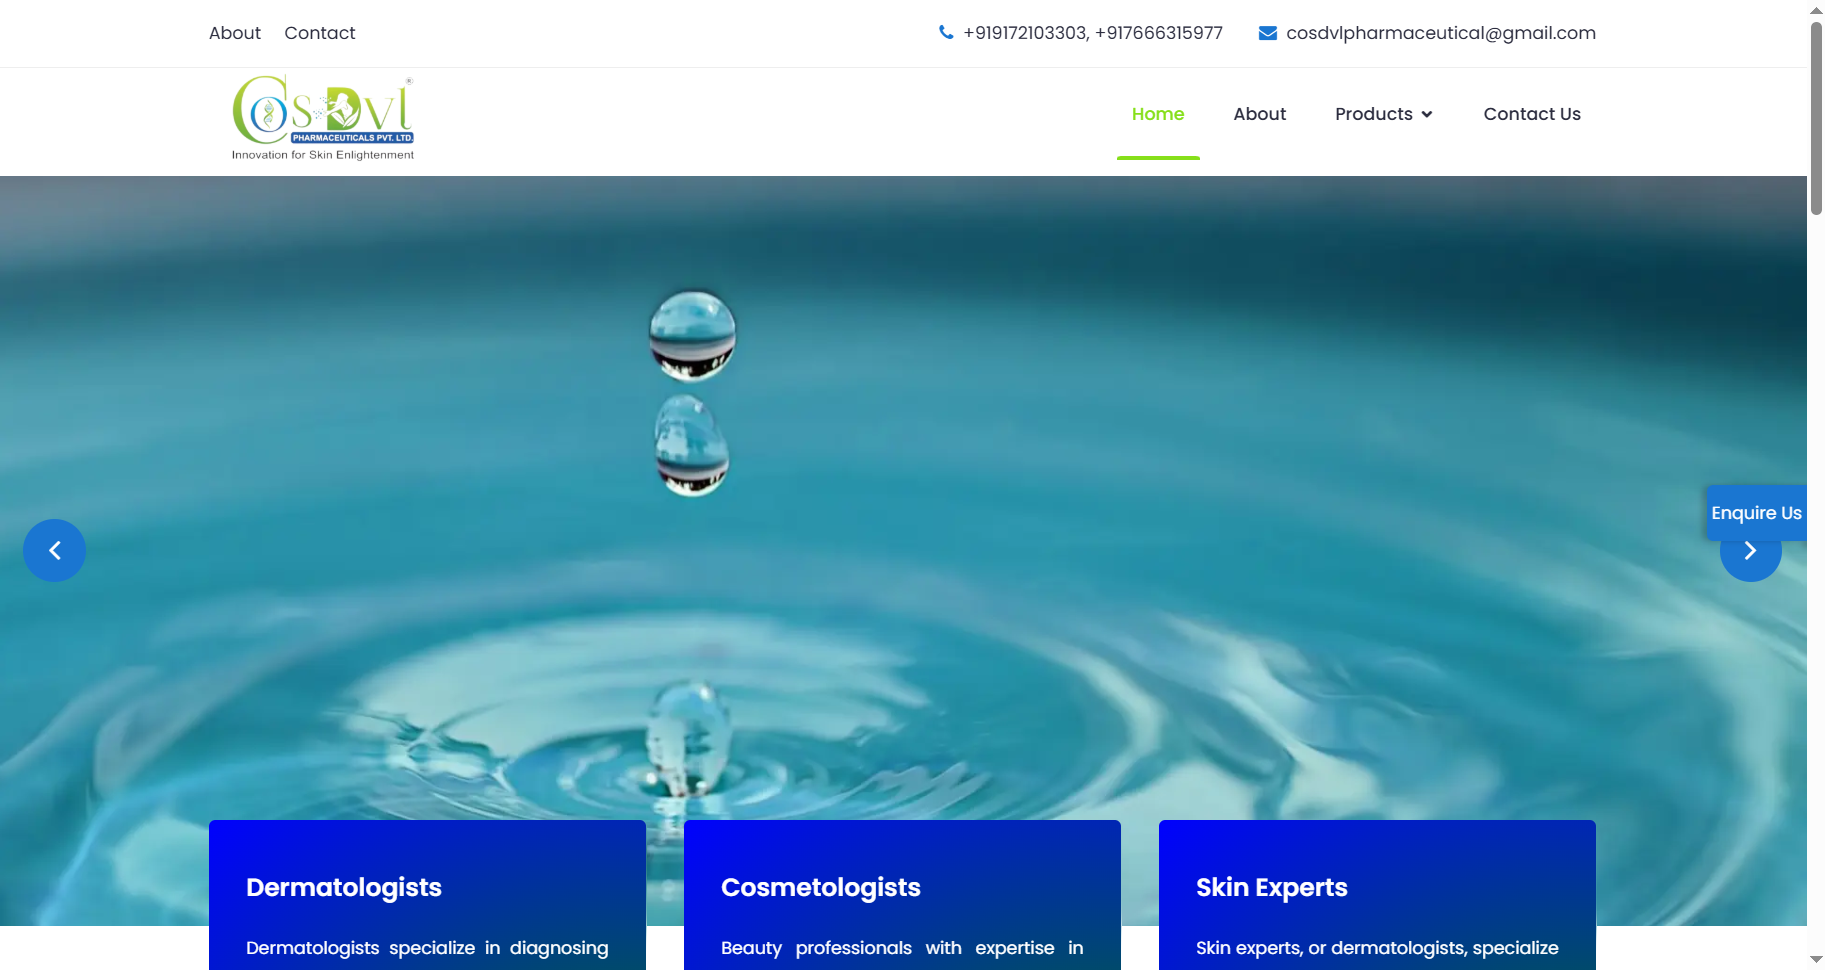 About Contact
+919172103303, +917666315977 cosdvlpharmaceutical@gmail.com
CosDvl®
PHARMACEUTICALS PVT. LTD.
Innovation for Skin Enlightenment
Home About Products Contact Us
Enquire Us
Dermatologists
Dermatologists specialize in diagnosing
Cosmetologists
Beauty professionals with expertise in
Skin Experts
Skin experts, or dermatologists, specialize